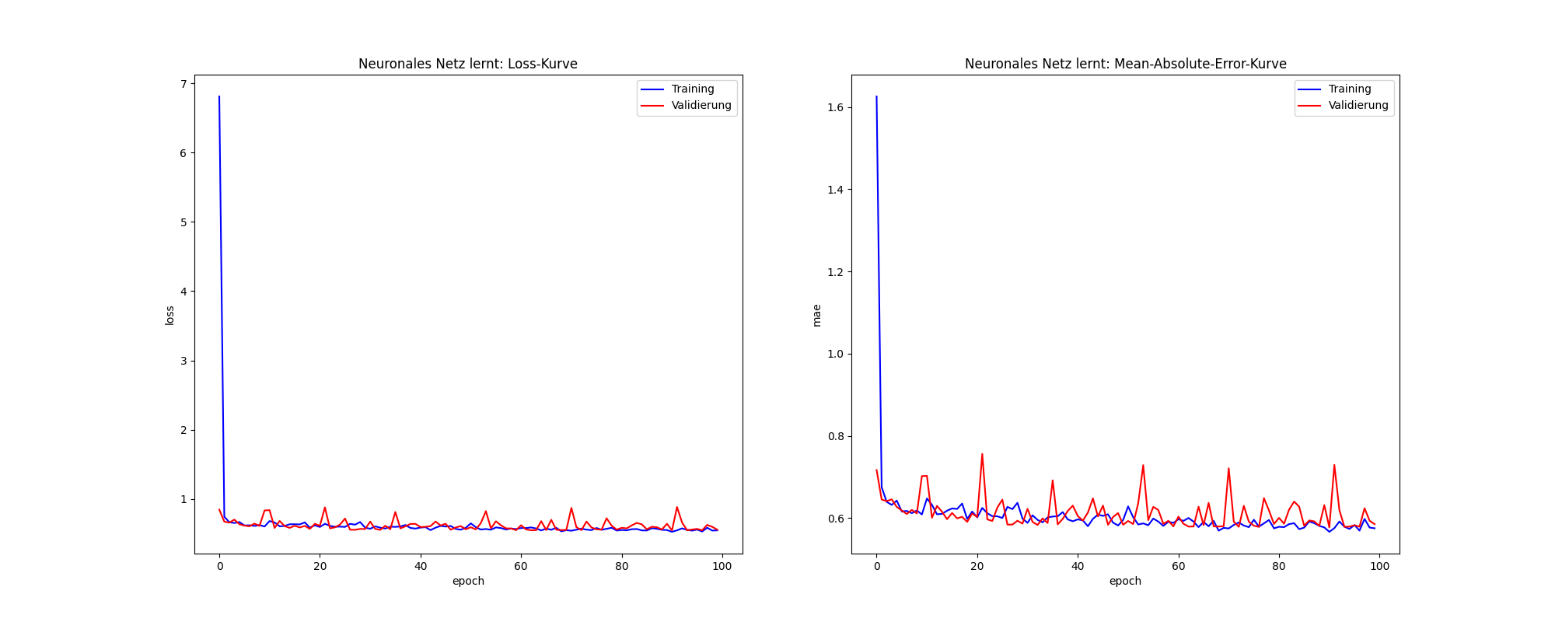 Neuronales Netz lernt: Loss-Kurve
Training
Validierung
7
6
5
4
3
2
1
loss
0
20
40
60
80
100
epoch
Neuronales Netz lernt: Mean-Absolute-Error-Kurve
Training
Validierung
1.6
1.4
1.2
1.0
0.8
0.6
mae
0
20
40
60
80
100
epoch